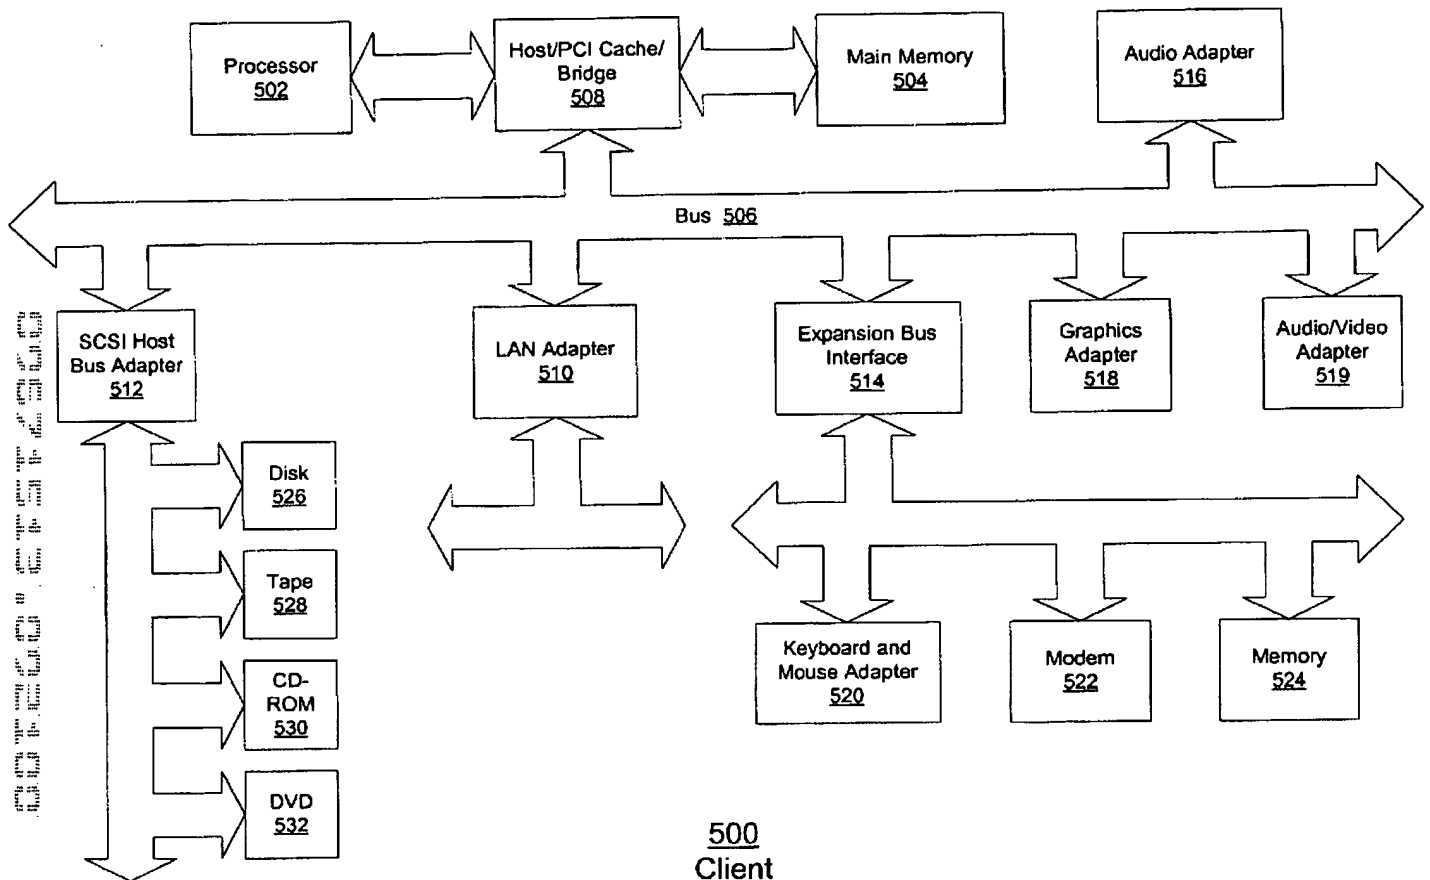 Processor
502
Host/PCI Cache/
Bridge
508
Main Memory
504
Audio Adapter
516
Bus 506
SCSI Host
Bus Adapter
512
LAN Adapter
510
Expansion Bus
Interface
514
Graphics
Adapter
518
Audio/Video
Adapter
519
Disk
526
Tape
528
CD-
ROM
530
DVD
532
Keyboard and
Mouse Adapter
520
Modem
522
Memory
524
500
Client